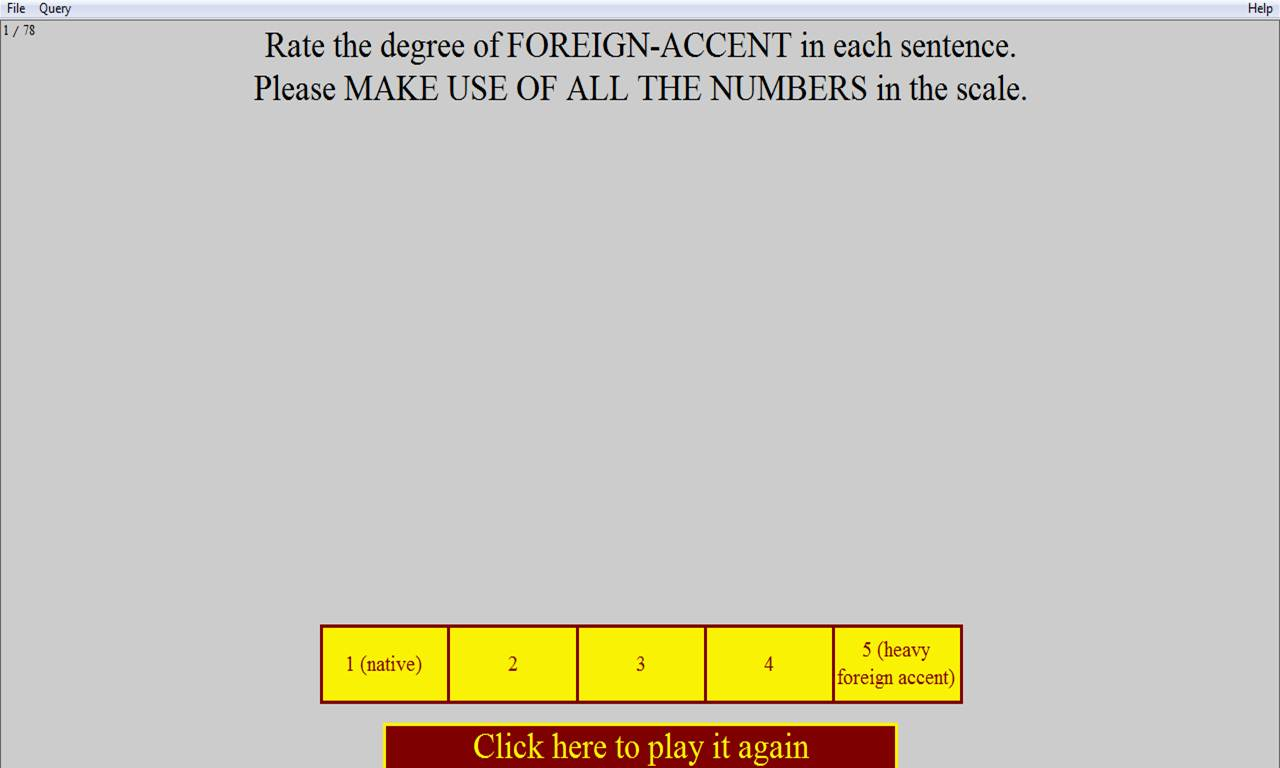 File Query Help
1 / 78
Rate the degree of FOREIGN-ACCENT in each sentence.
Please MAKE USE OF ALL THE NUMBERS in the scale.
1 (native) 2 3 4 5 (heavy
foreign accent)
Click here to play it again